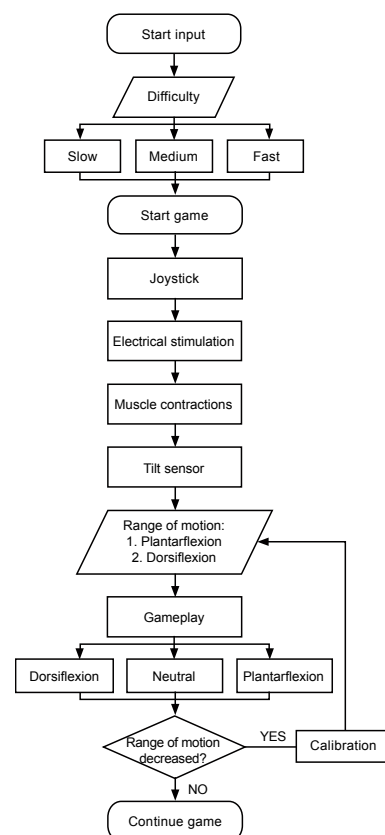 Start input
Difficulty
Slow
Medium
Fast
Start game
Joystick
Electrical stimulation
Muscle contractions
Tilt sensor
Range of motion:
1. Plantarflexion
2. Dorsiflexion
Gameplay
Dorsiflexion
Neutral
Plantarflexion
Range of motion
decreased?
YES
Calibration
NO
Continue game